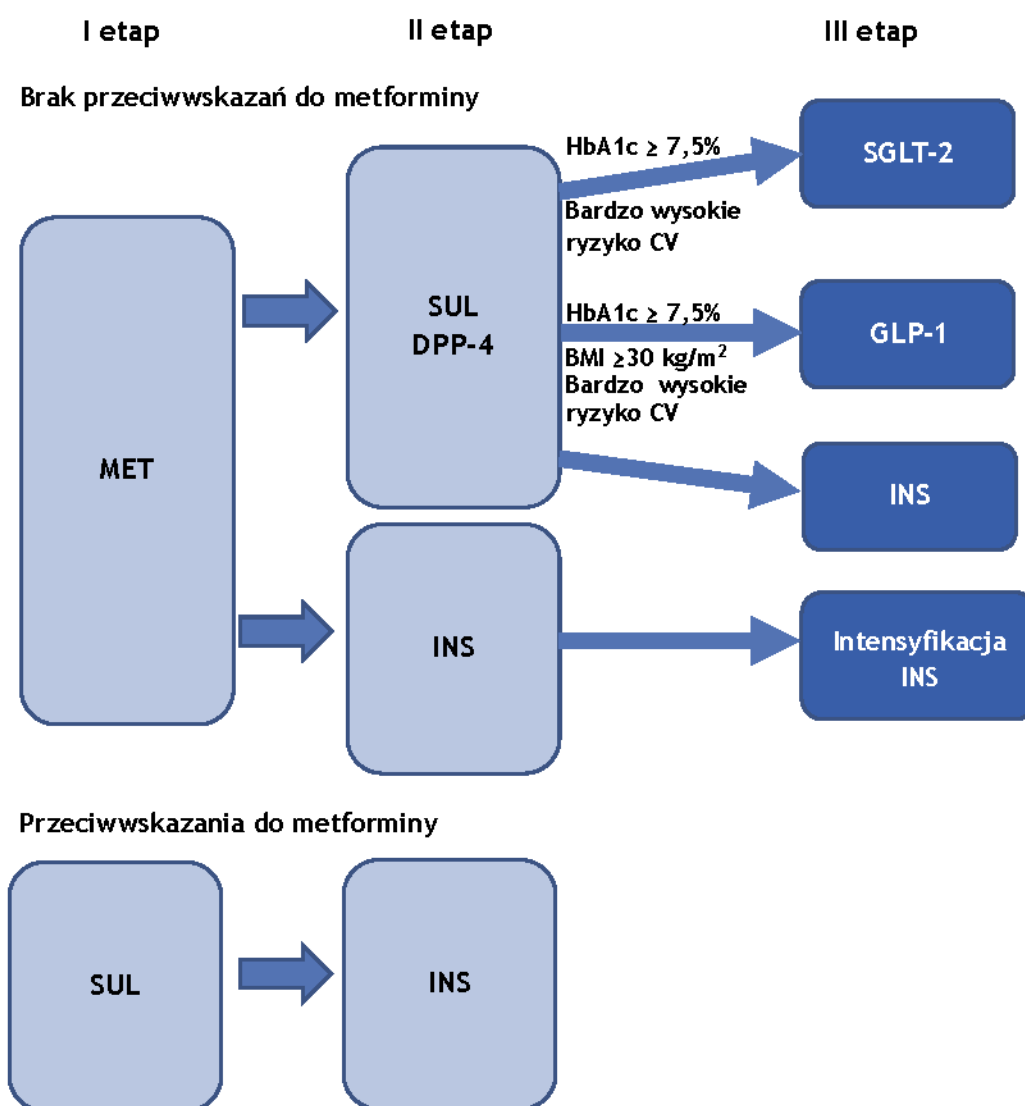 I etap
II etap
III etap
Brak przeciwwskazań do metforminy
MET
SUL
DPP-4
HbA1c ≥ 7,5%
Bardzo wysokie
ryzyko CV
SGLT-2
HbA1c ≥ 7,5%
BMI ≥30 kg/m²
Bardzo wysokie
ryzyko CV
GLP-1
INS
INS
Intensyfikacja
INS
Przeciwwskazania do metforminy
SUL
INS